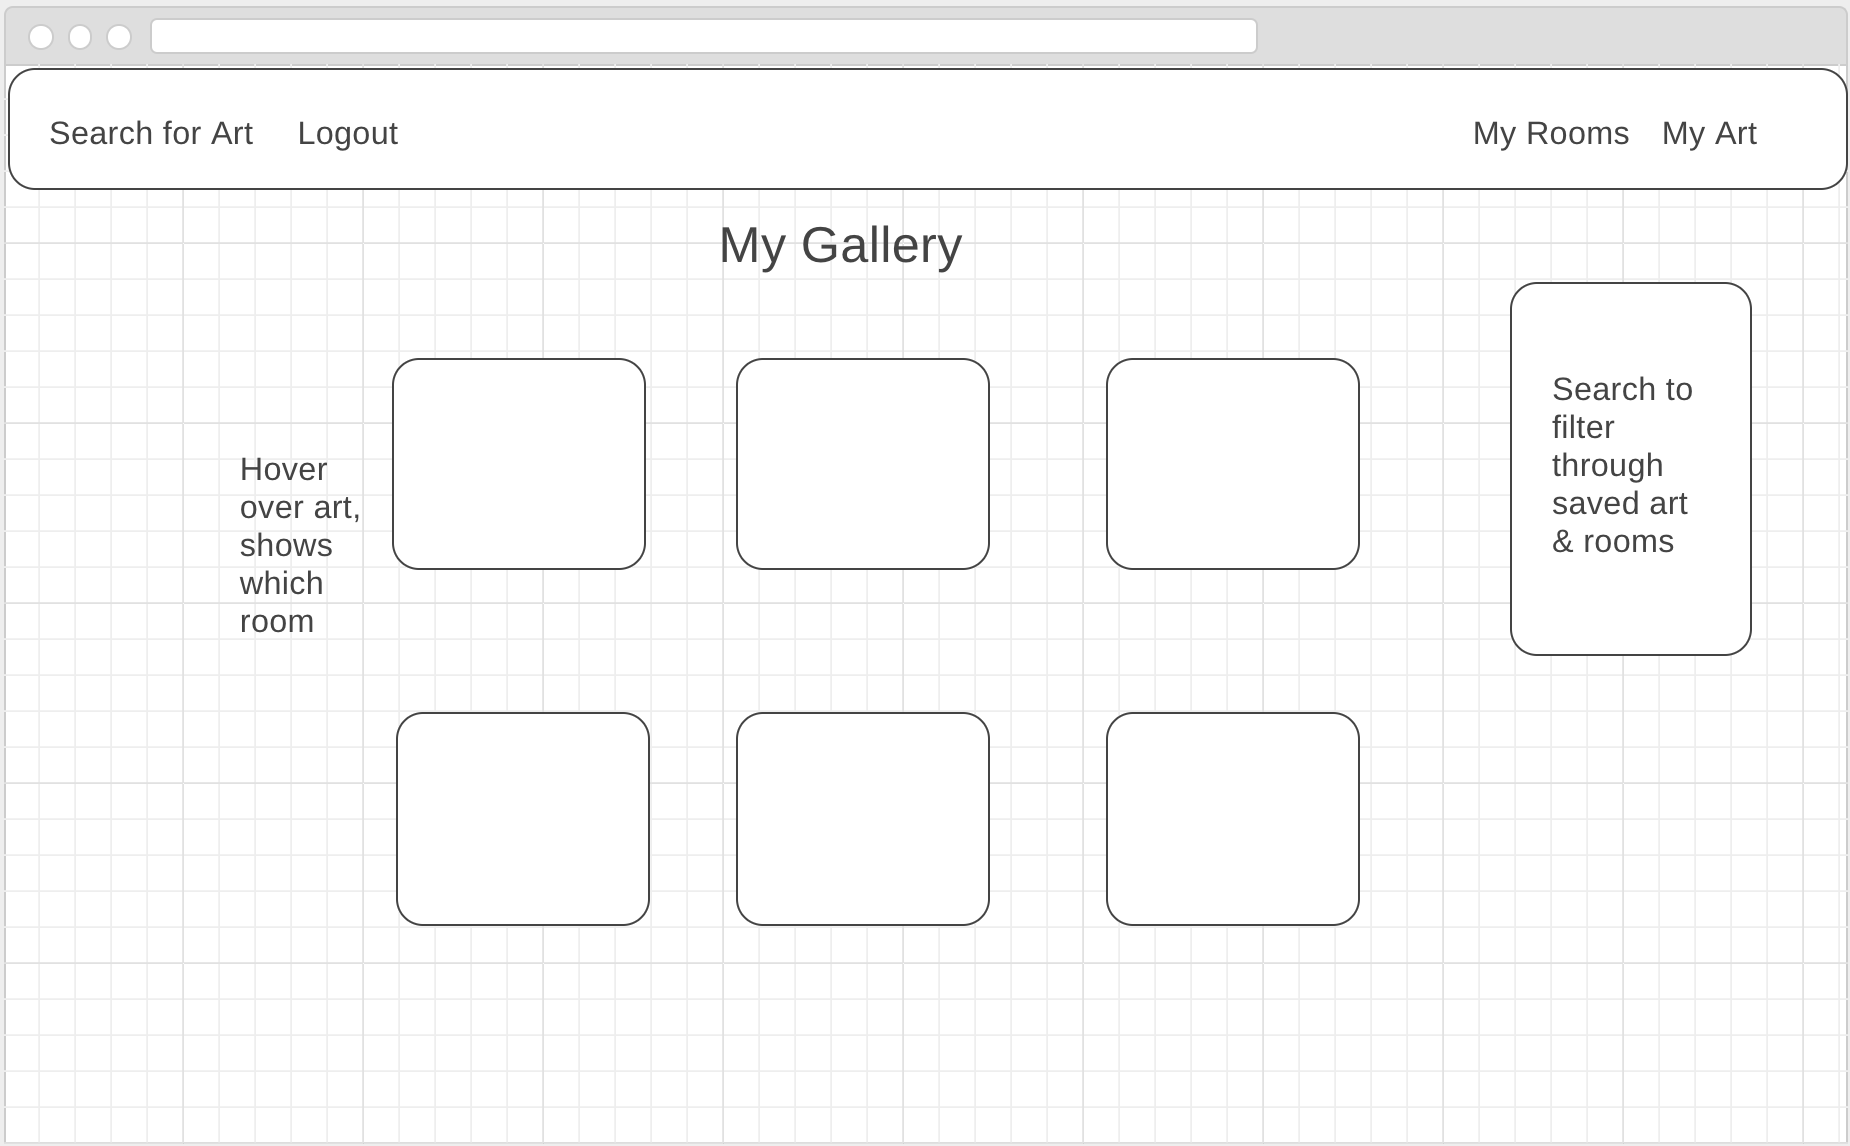 Search for Art
Logout
My Rooms
My Art
My Gallery
Hover
over art,
shows
which
room
Search to
filter
through
saved art
& rooms